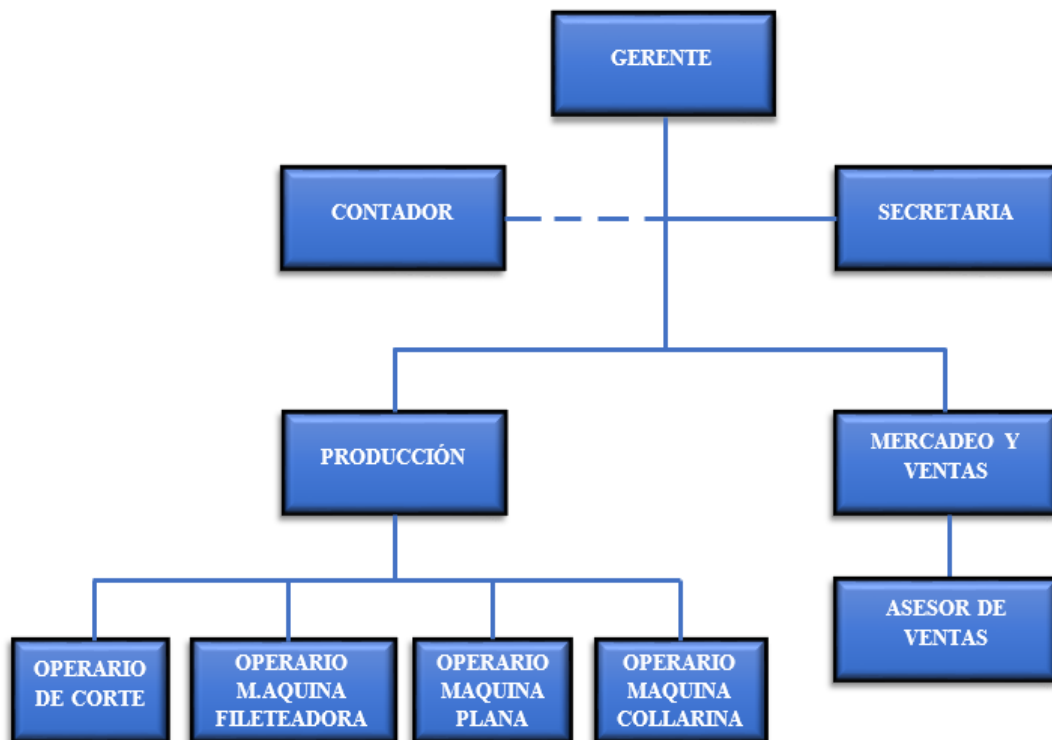 GERENTE
CONTADOR
SECRETARIA
PRODUCCIÓN
MERCADEO Y
VENTAS
OPERARIO
DE CORTE
OPERARIO
M.AQUINA
FILETEADORA
OPERARIO
MAQUINA
PLANA
OPERARIO
MAQUINA
COLLARINA
ASESOR DE
VENTAS